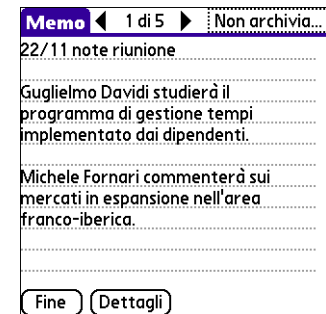 Memo 1 di 5 Non archivia...
22/11 note riunione
Guglielmo Davidi studierà il
programma di gestione tempi
implementato dai dipendenti.
Michele Fornari commenterà sui
mercati in espansione nell'area
franco-iberica.
Fine Dettagli